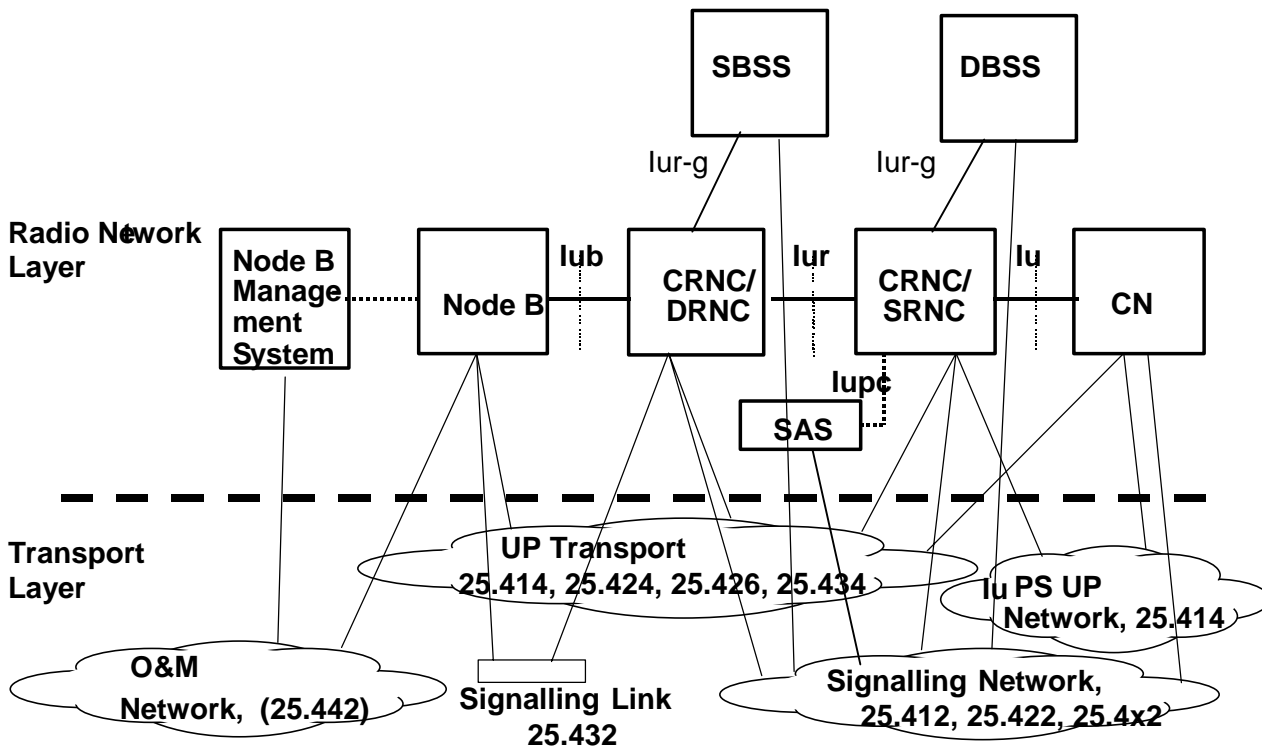 SBSS
DBSS
Iur-g
Iur-g
Radio Network
Layer
Node B
Manage
ment
System
Node B
Iub
CRNC/
DRNC
Iur
CRNC/
SRNC
Iu
CN
Iupc
SAS
Transport
Layer
UP Transport
25.414, 25.424, 25.426, 25.434
Iu PS UP
Network, 25.414
O&M
Network, (25.442)
Signalling Link
25.432
Signalling Network,
25.412, 25.422, 25.4x2